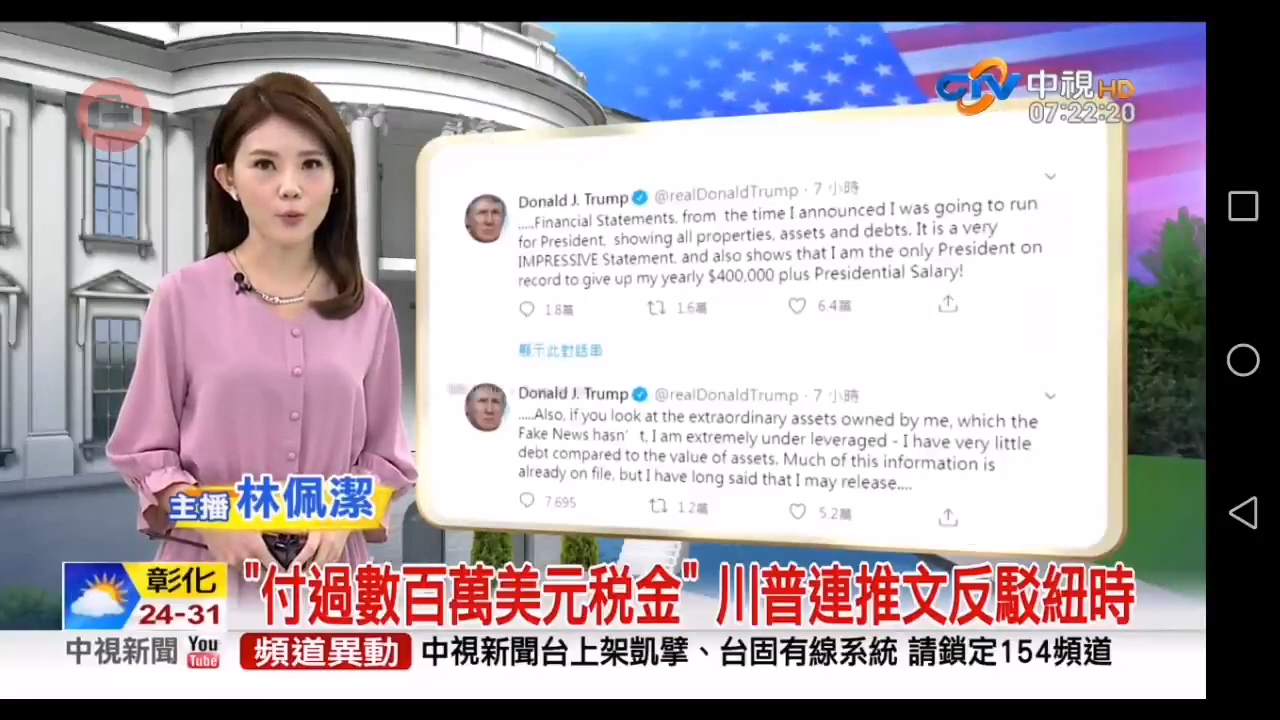 CTV 中視HD
07:22:20
Donald J. Trump @realDonaldTrump · 7 小時
.....Financial Statements, from the time I announced I was going to run
for President, showing all properties, assets and debts. It is a very
IMPRESSIVE Statement, and also shows that I am the only President on
record to give up my yearly $400,000 plus Presidential Salary!
1.8萬 1.6萬 6.4萬
顯示此對話串
Donald J. Trump @realDonaldTrump · 7 小時
.....Also, if you look at the extraordinary assets owned by me, which the
Fake News hasn't, I am extremely under leveraged - I have very little
debt compared to the value of assets. Much of this information is
already on file, but I have long said that I may release....
7,695 1.2萬 5.2萬
主播 林佩潔
彰化
24-31
"付過數百萬美元税金" 川普連推文反駁紐時
中視新聞 YouTube 頻道異動 中視新聞台上架凱擘、台固有線系統 請鎖定154頻道